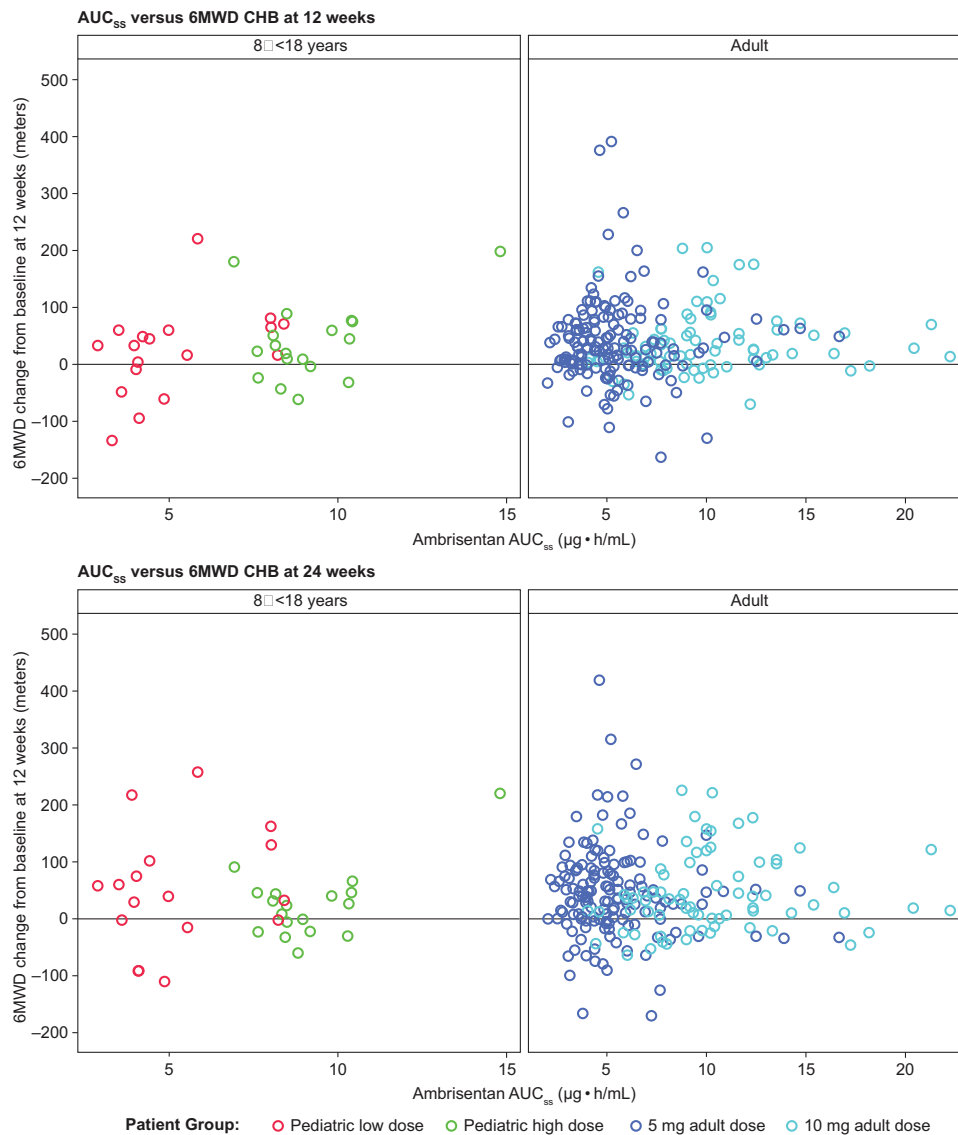 AUCss versus 6MWD CHB at 12 weeks
8□<18 years
Adult
6MWD change from baseline at 12 weeks (meters)
500
400
300
200
100
0
–100
–200
5
10
15
5
10
15
20
Ambrisentan AUCss (µg • h/mL)
AUCss versus 6MWD CHB at 24 weeks
8□<18 years
Adult
6MWD change from baseline at 12 weeks (meters)
500
400
300
200
100
0
–100
–200
5
10
15
5
10
15
20
Ambrisentan AUCss (µg • h/mL)
Patient Group: Pediatric low dose Pediatric high dose 5 mg adult dose 10 mg adult dose